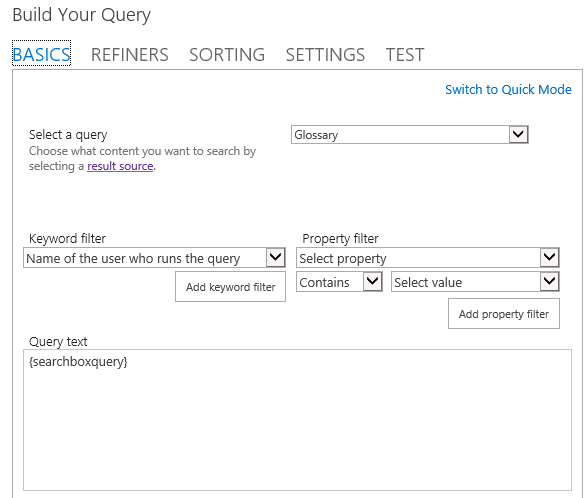 Build Your Query
BASICS REFINERS SORTING SETTINGS TEST
Switch to Quick Mode
Select a query Glossary
Choose what content you want to search by
selecting a result source.
Keyword filter Property filter
Name of the user who runs the query Select property
Add keyword filter Contains Select value
Add property filter
Query text
{searchboxquery}